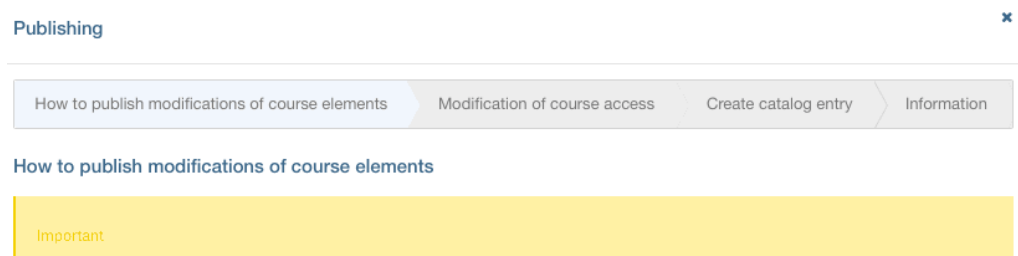 Publishing
How to publish modifications of course elements Modification of course access Create catalog entry Information
How to publish modifications of course elements
Important